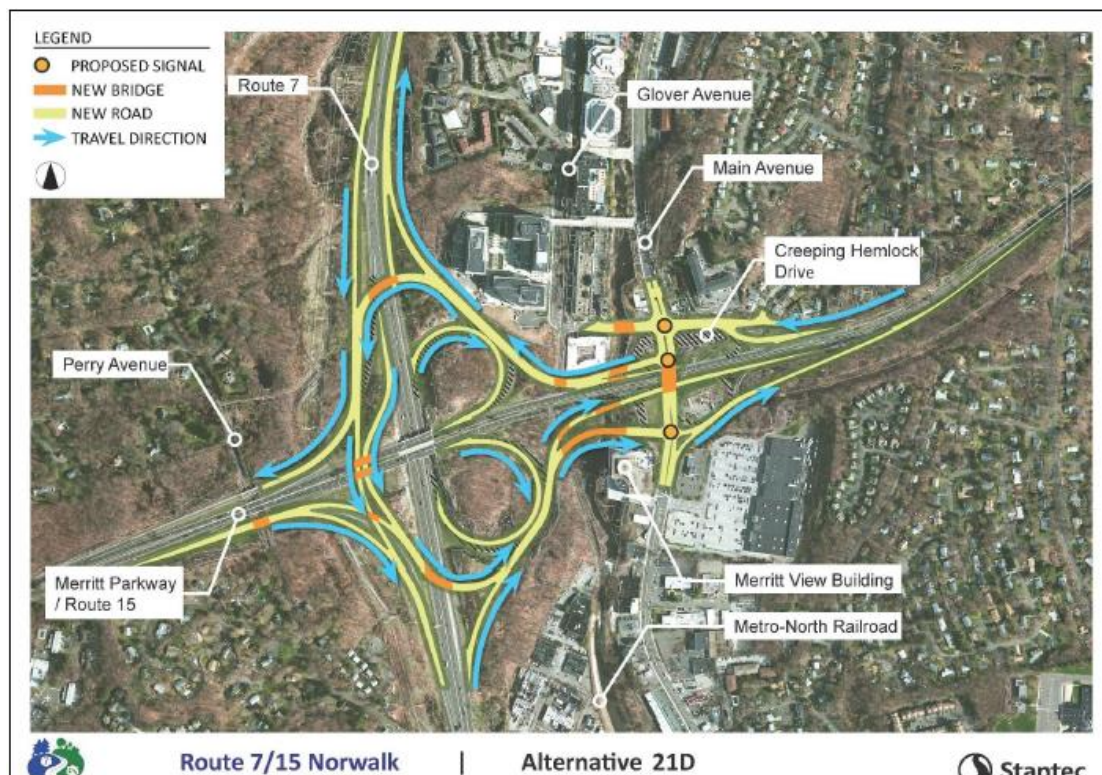 LEGEND
PROPOSED SIGNAL
NEW BRIDGE
NEW ROAD
TRAVEL DIRECTION
Route 7
Glover Avenue
Main Avenue
Creeping Hemlock
Drive
Perry Avenue
Merritt Parkway
/ Route 15
Merritt View Building
Metro-North Railroad
Route 7/15 Norwalk | Alternative 21D
Stantec